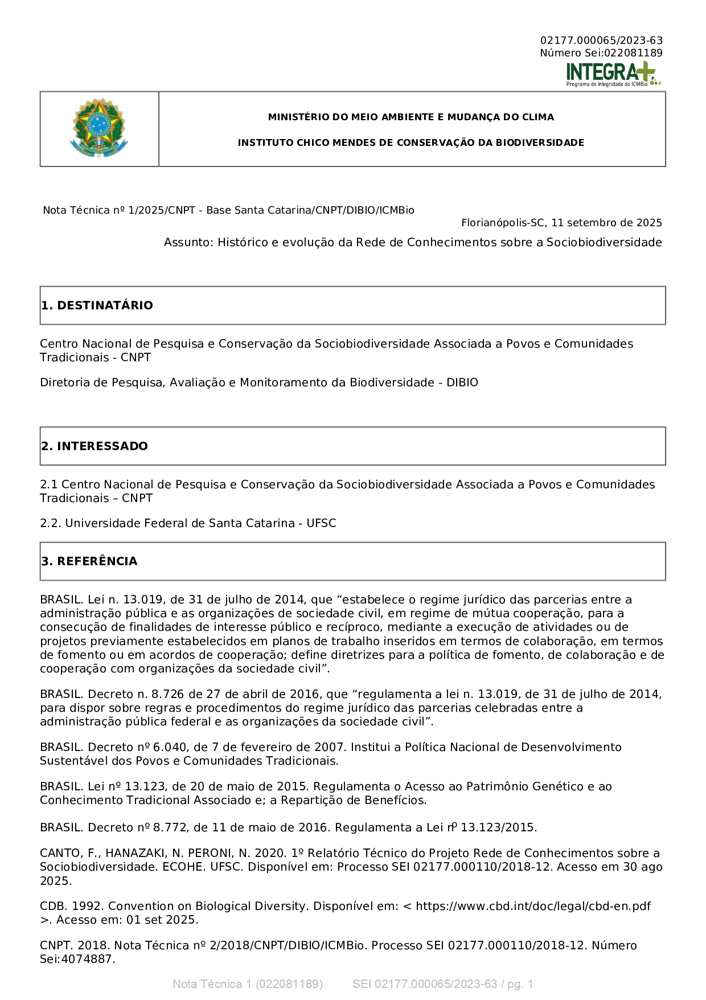 02177.000065/2023-63
Número Sei:022081189
INTEGRA+
Programa de Integridade do ICMBio
MINISTÉRIO DO MEIO AMBIENTE E MUDANÇA DO CLIMA
INSTITUTO CHICO MENDES DE CONSERVAÇÃO DA BIODIVERSIDADE
Nota Técnica nº 1/2025/CNPT - Base Santa Catarina/CNPT/DIBIO/ICMBio
Florianópolis-SC, 11 setembro de 2025
Assunto: Histórico e evolução da Rede de Conhecimentos sobre a Sociobiodiversidade
1. DESTINATÁRIO
Centro Nacional de Pesquisa e Conservação da Sociobiodiversidade Associada a Povos e Comunidades
Tradicionais - CNPT
Diretoria de Pesquisa, Avaliação e Monitoramento da Biodiversidade - DIBIO
2. INTERESSADO
2.1 Centro Nacional de Pesquisa e Conservação da Sociobiodiversidade Associada a Povos e Comunidades
Tradicionais – CNPT
2.2. Universidade Federal de Santa Catarina - UFSC
3. REFERÊNCIA
BRASIL. Lei n. 13.019, de 31 de julho de 2014, que “estabelece o regime jurídico das parcerias entre a
administração pública e as organizações de sociedade civil, em regime de mútua cooperação, para a
consecução de finalidades de interesse público e recíproco, mediante a execução de atividades ou de
projetos previamente estabelecidos em planos de trabalho inseridos em termos de colaboração, em termos
de fomento ou em acordos de cooperação; define diretrizes para a política de fomento, de colaboração e de
cooperação com organizações da sociedade civil”.
BRASIL. Decreto n. 8.726 de 27 de abril de 2016, que “regulamenta a lei n. 13.019, de 31 de julho de 2014,
para dispor sobre regras e procedimentos do regime jurídico das parcerias celebradas entre a
administração pública federal e as organizações da sociedade civil”.
BRASIL. Decreto nº 6.040, de 7 de fevereiro de 2007. Institui a Política Nacional de Desenvolvimento
Sustentável dos Povos e Comunidades Tradicionais.
BRASIL. Lei nº 13.123, de 20 de maio de 2015. Regulamenta o Acesso ao Patrimônio Genético e ao
Conhecimento Tradicional Associado e; a Repartição de Benefícios.
BRASIL. Decreto nº 8.772, de 11 de maio de 2016. Regulamenta a Lei nº 13.123/2015.
CANTO, F., HANAZAKI, N. PERONI, N. 2020. 1º Relatório Técnico do Projeto Rede de Conhecimentos sobre a
Sociobiodiversidade. ECOHE. UFSC. Disponível em: Processo SEI 02177.000110/2018-12. Acesso em 30 ago
2025.
CDB. 1992. Convention on Biological Diversity. Disponível em: < https://www.cbd.int/doc/legal/cbd-en.pdf
>. Acesso em: 01 set 2025.
CNPT. 2018. Nota Técnica nº 2/2018/CNPT/DIBIO/ICMBio. Processo SEI 02177.000110/2018-12. Número
Sei:4074887.
Nota Técnica 1 (022081189) SEI 02177.000065/2023-63 / pg. 1